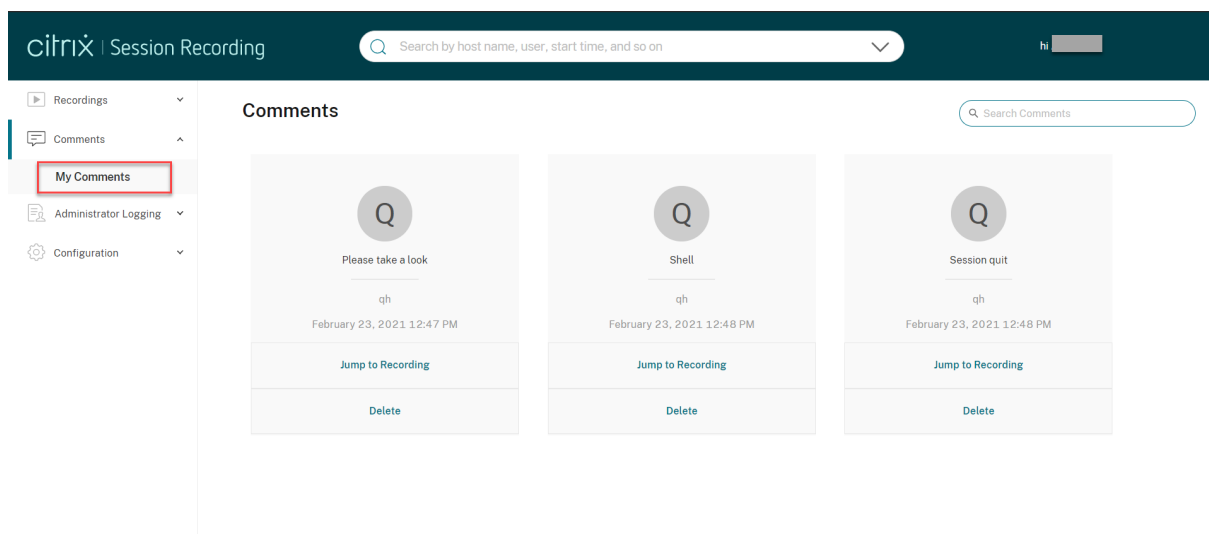 citrix | Session Recording
Search by host name, user, start time, and so on
hi
Recordings
Comments
My Comments
Administrator Logging
Configuration
Comments
Search Comments
Q
Please take a look
qh
February 23, 2021 12:47 PM
Jump to Recording
Delete
Q
Shell
qh
February 23, 2021 12:48 PM
Jump to Recording
Delete
Q
Session quit
qh
February 23, 2021 12:48 PM
Jump to Recording
Delete